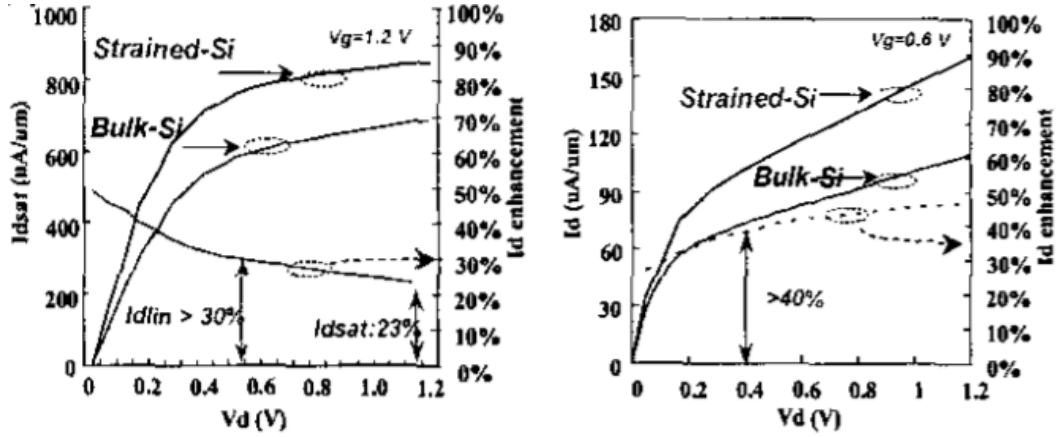 1000
800
600
400
200
0
Idsat (uA/um)
100%
90%
80%
70%
60%
50%
40%
30%
20%
10%
0%
Id enhancement
Vg=1.2 V
Strained-Si
Bulk-Si
Idlin > 30%
Idsat:23%
0 0.2 0.4 0.6 0.8 1.0 1.2
Vd (V)
180
150
120
90
60
30
0
Id (uA/um)
100%
90%
80%
70%
60%
50%
40%
30%
20%
10%
0%
Id enhancement
Vg=0.6 V
Strained-Si
Bulk-Si
>40%
0 0.2 0.4 0.6 0.8 1 1.2
Vd (V)